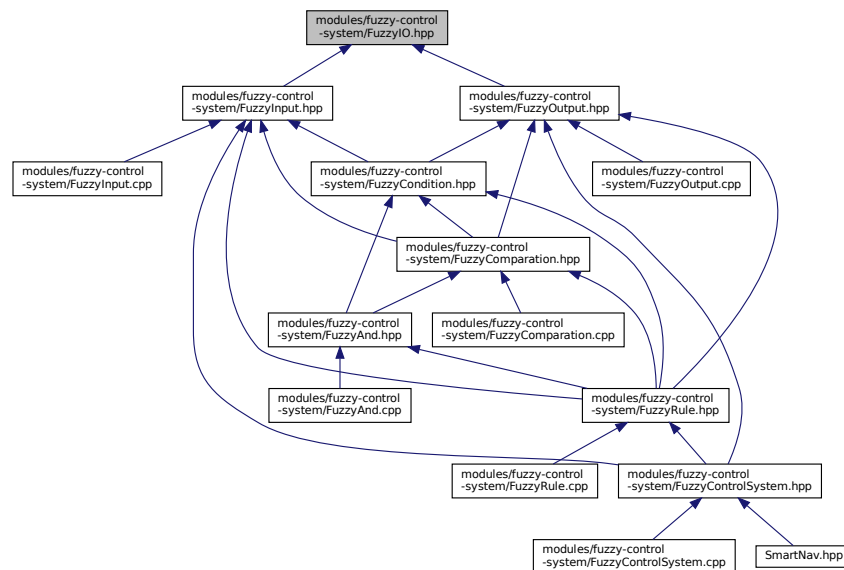 modules/fuzzy-control
-system/FuzzyIO.hpp
modules/fuzzy-control
-system/FuzzyInput.hpp
modules/fuzzy-control
-system/FuzzyOutput.hpp
modules/fuzzy-control
-system/FuzzyInput.cpp
modules/fuzzy-control
-system/FuzzyCondition.hpp
modules/fuzzy-control
-system/FuzzyOutput.cpp
modules/fuzzy-control
-system/FuzzyComparation.hpp
modules/fuzzy-control
-system/FuzzyAnd.hpp
modules/fuzzy-control
-system/FuzzyComparation.cpp
modules/fuzzy-control
-system/FuzzyAnd.cpp
modules/fuzzy-control
-system/FuzzyRule.hpp
modules/fuzzy-control
-system/FuzzyRule.cpp
modules/fuzzy-control
-system/FuzzyControlSystem.hpp
modules/fuzzy-control
-system/FuzzyControlSystem.cpp
SmartNav.hpp